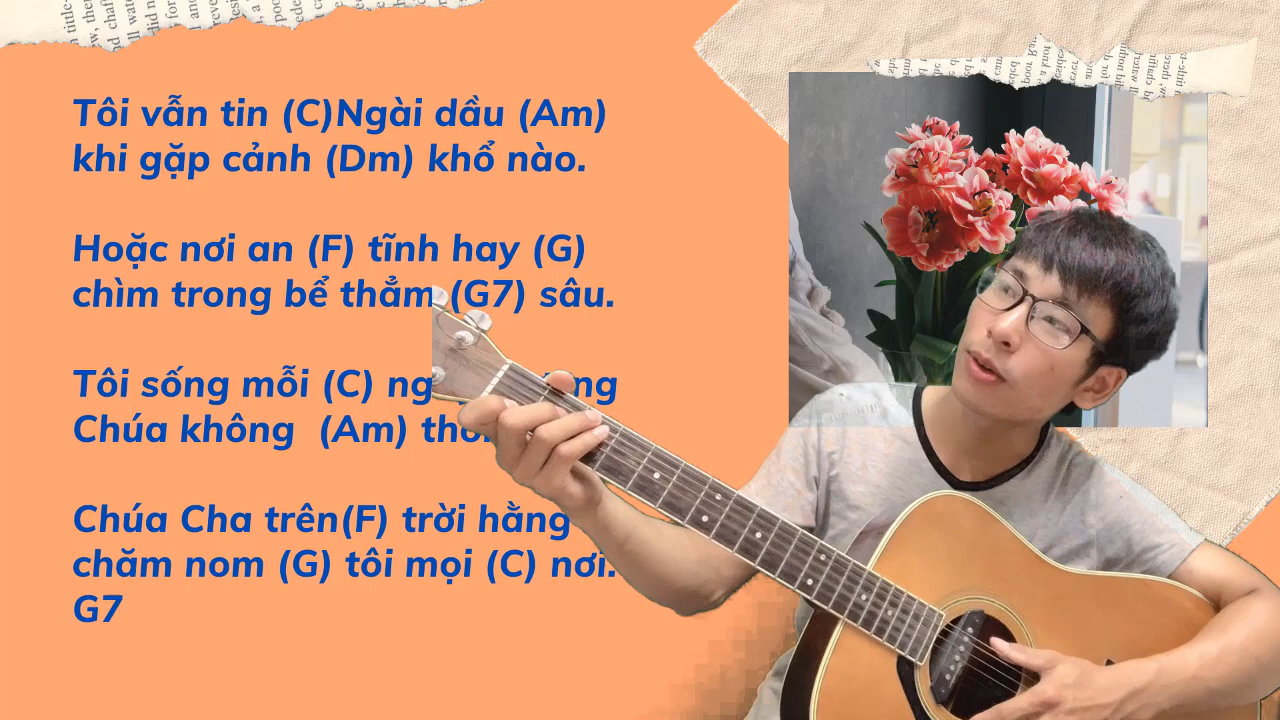 Tôi vẫn tin (C)Ngài dầu (Am)
khi gặp cảnh (Dm) khổ nào.
Hoặc nơi an (F) tĩnh hay (G)
chìm trong bể thẳm (G7) sâu.
Tôi sống mỗi (C)
Chúa không (Am)
Chúa Cha trên(F) trời hằng
chăm nom (G) tôi mọi (C) nơi.
G7